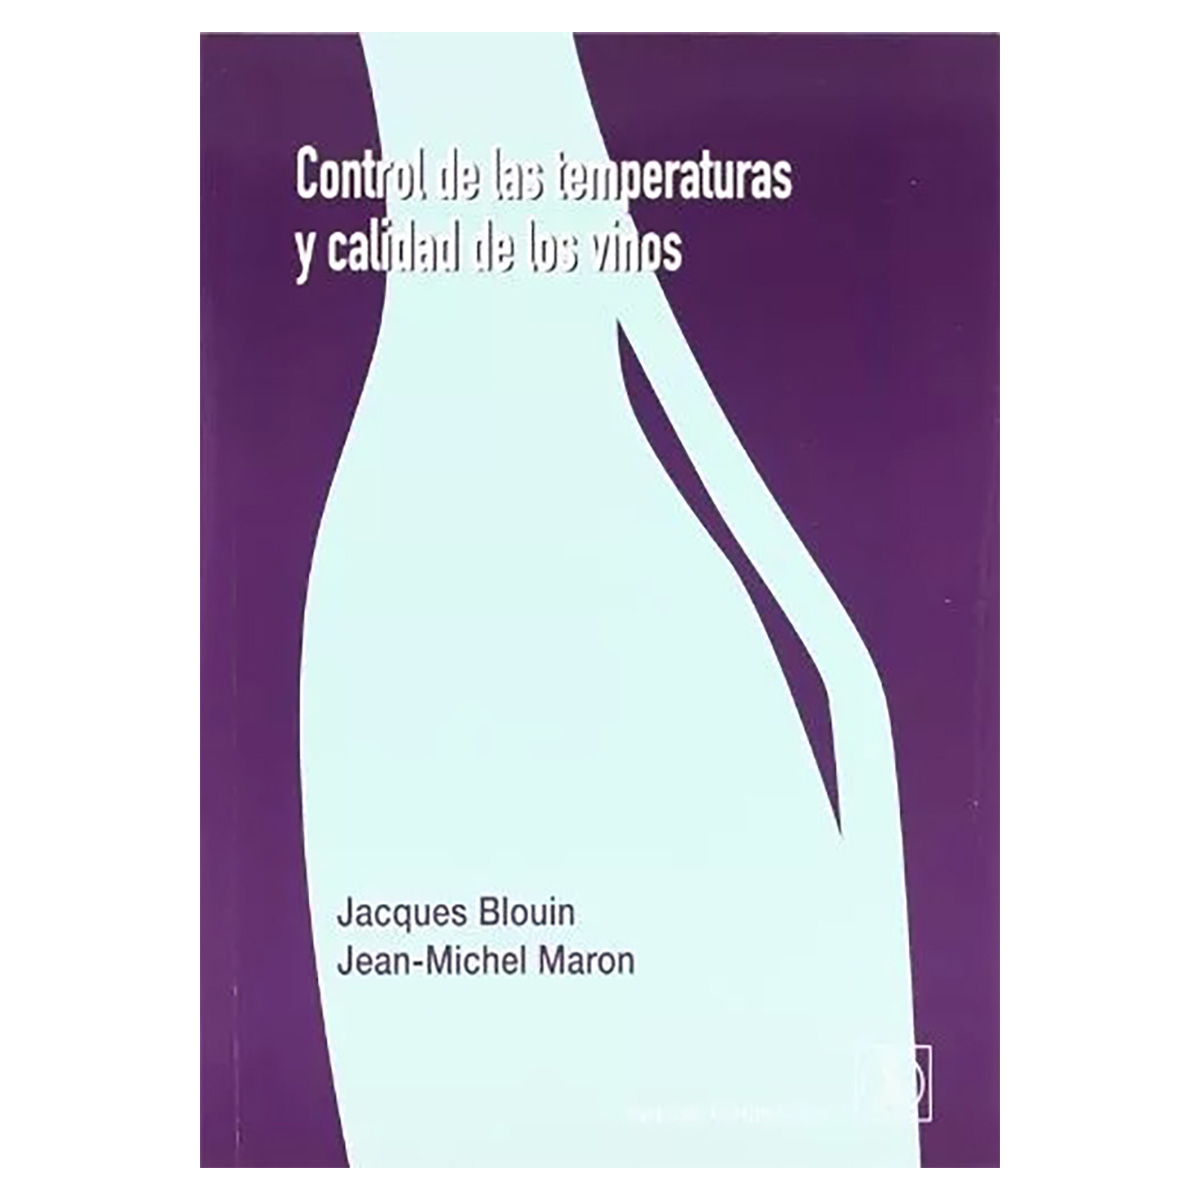 Control de las temperaturas
y calidad de los vinos
Jacques Blouin
Jean-Michel Maron